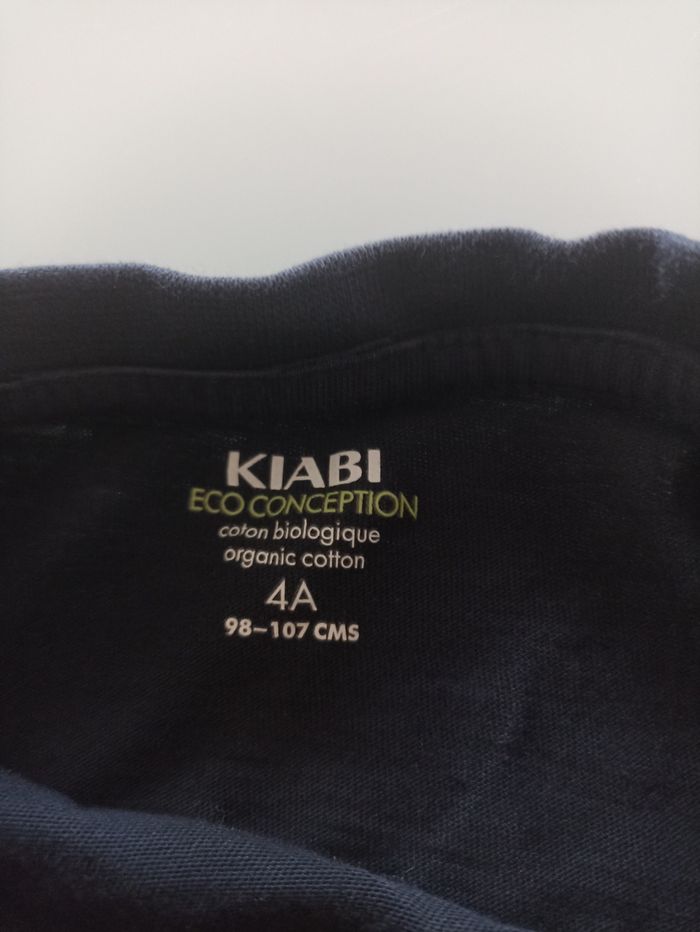 KIABI
ECO CONCEPTION
coton biologique
organic cotton
4A
98-107 CMS